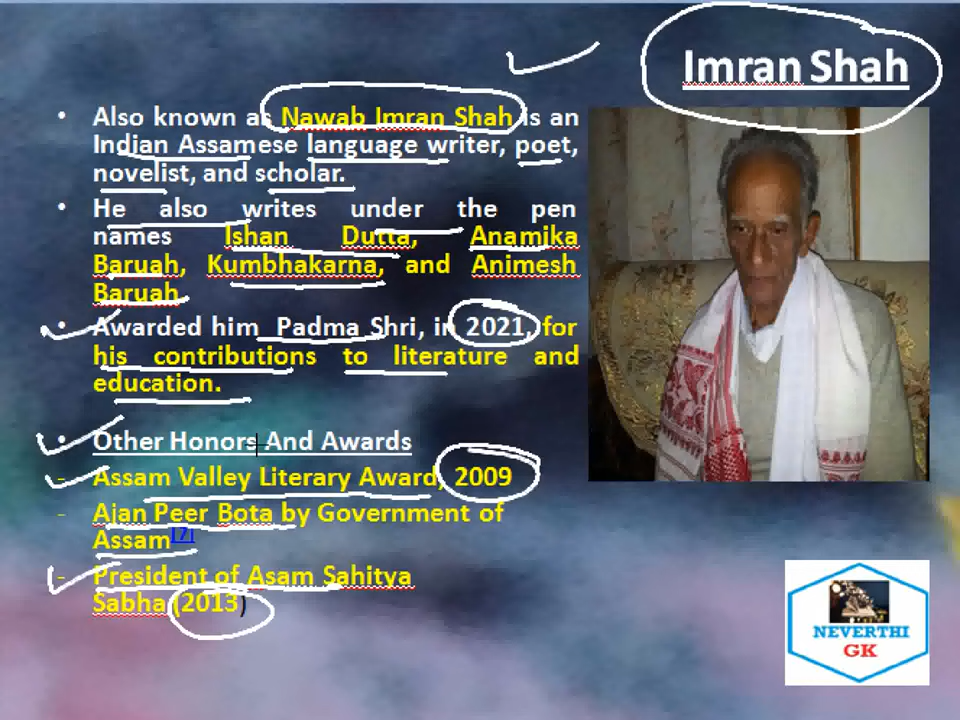 Imran Shah
• Also known as Nawab Imran Shah is an
Indian Assamese language writer, poet,
novelist, and scholar.
• He also writes under the pen
names Ishan Dutta, Anamika
Baruah, Kumbhakarna, and Animesh
Baruah
• Awarded him Padma Shri, in 2021, for
his contributions to literature and
education.
• Other Honors And Awards
- Assam Valley Literary Award, 2009
- Ajan Peer Bota by Government of
Assam[7]
- President of Asam Sahitya
Sabha (2013)
NEVERTHI
GK